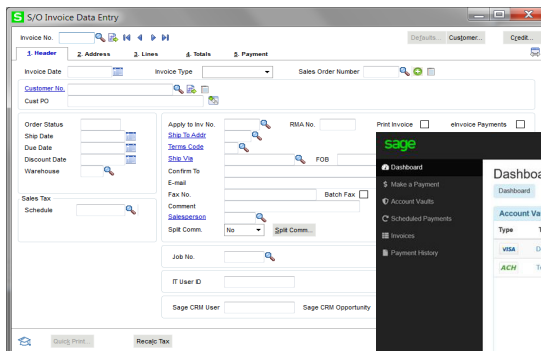 S S/O Invoice Data Entry
Invoice No. Defaults... Customer... Credit...
1. Header 2. Address 3. Lines 4. Totals 5. Payment
Invoice Date Invoice Type Sales Order Number
Customer No.
Cust PO
Order Status Apply to Inv No. RMA No. Print Invoice eInvoice Payments
Ship Date Ship To Addr
Due Date Terms Code
Discount Date Ship Via FOB
Warehouse Confirm To
E-mail
Fax No. Batch Fax
Sales Tax Comment
Schedule Salesperson
Split Comm. No Split Comm...
Job No.
IT User ID
Sage CRM User Sage CRM Opportunity
Quick Print... Recalc Tax
sage
Dashboard
$ Make a Payment
Account Vaults
Scheduled Payments
Invoices
Payment History
Dashboa
Dashboard
Account Va
Type T
VISA D
ACH Te